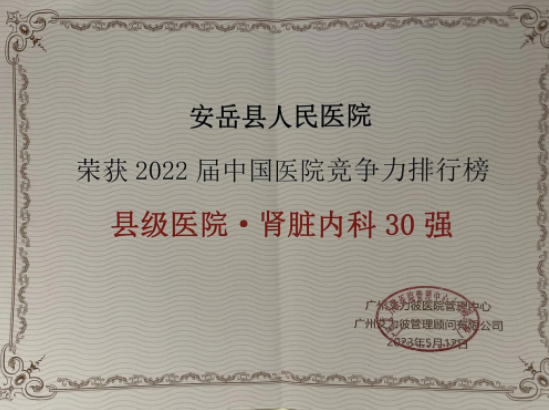 安岳县人民医院
荣获 2022 届中国医院竞争力排行榜
县级医院·肾脏内科 30 强
广州艾力彼医院管理中心
广州艾力彼管理顾问有限公司
2023年5月12日